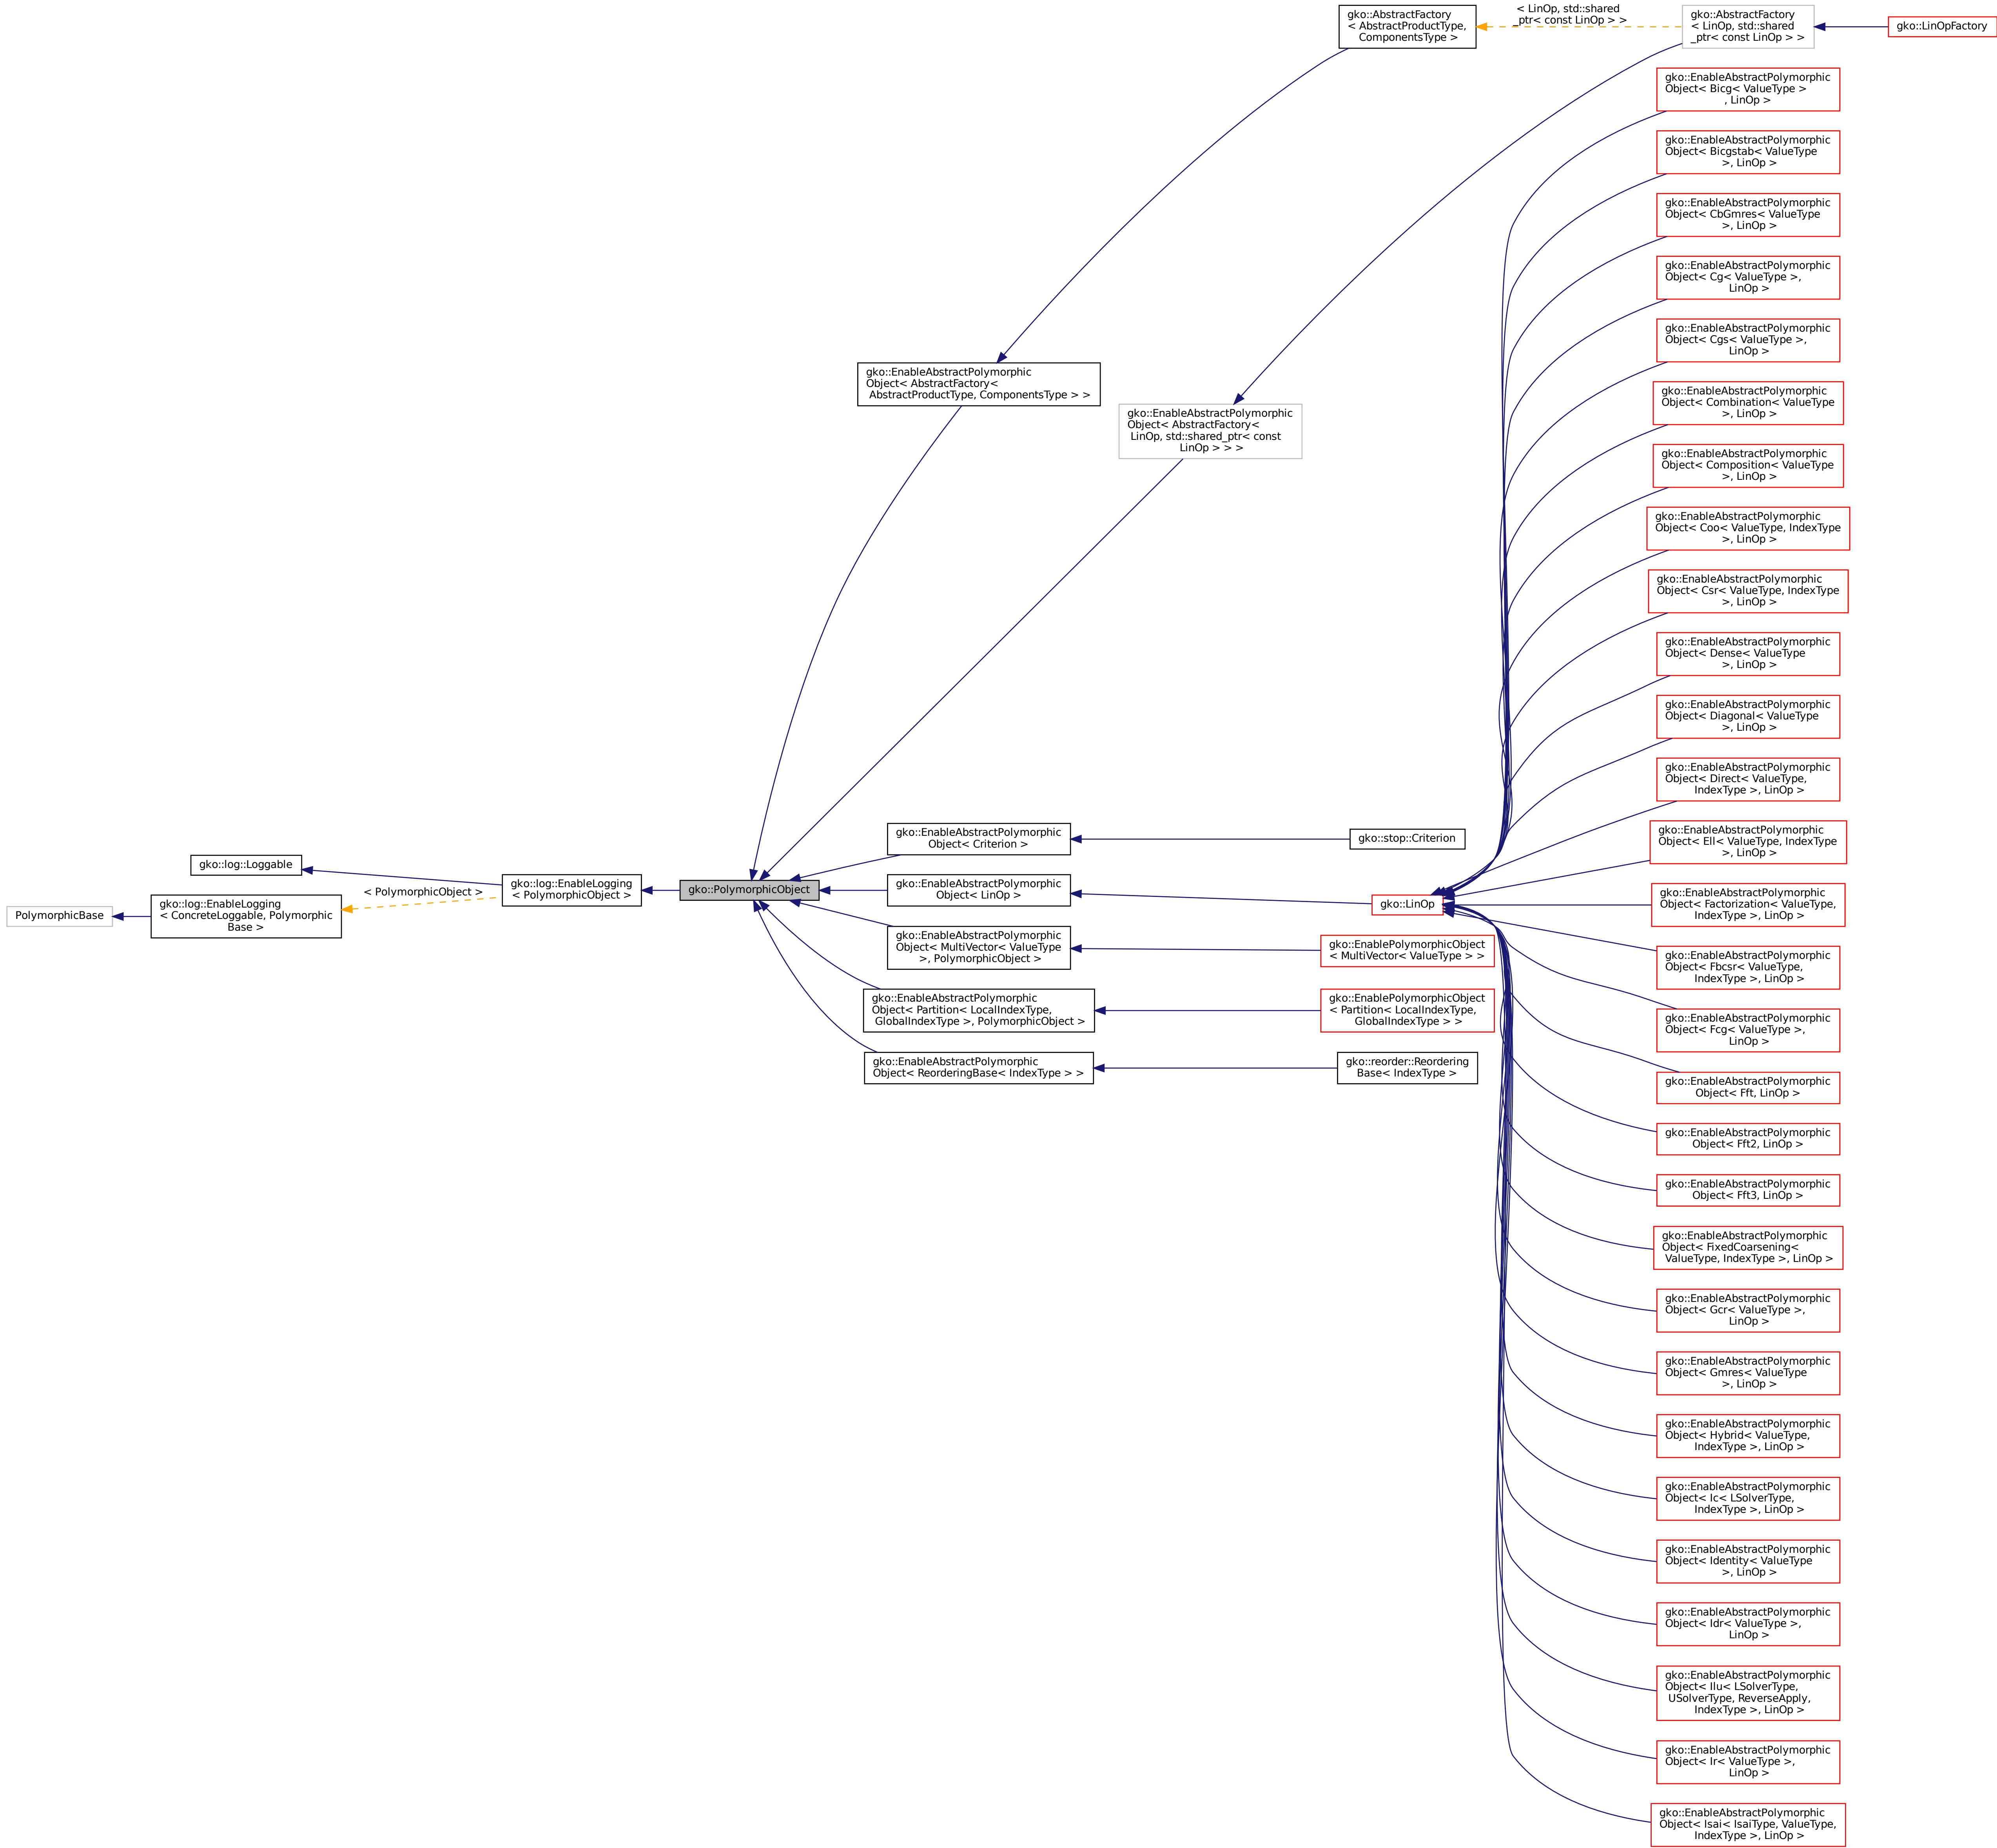 gko::AbstractFactory
< AbstractProductType,
ComponentsType >
< LinOp, std::shared
_ptr< const LinOp > >
gko::AbstractFactory
< LinOp, std::shared
_ptr< const LinOp > >
gko::LinOpFactory
gko::EnableAbstractPolymorphic
Object< Bicg< ValueType >
, LinOp >
gko::EnableAbstractPolymorphic
Object< Bicgstab< ValueType
>, LinOp >
gko::EnableAbstractPolymorphic
Object< CbGmres< ValueType
>, LinOp >
gko::EnableAbstractPolymorphic
Object< Cg< ValueType >,
LinOp >
gko::EnableAbstractPolymorphic
Object< Cgs< ValueType >,
LinOp >
gko::EnableAbstractPolymorphic
Object< AbstractFactory<
AbstractProductType, ComponentsType > >
gko::EnableAbstractPolymorphic
Object< Combination< ValueType
>, LinOp >
gko::EnableAbstractPolymorphic
Object< AbstractFactory<
LinOp, std::shared_ptr< const
LinOp > > >
gko::EnableAbstractPolymorphic
Object< Composition< ValueType
>, LinOp >
gko::EnableAbstractPolymorphic
Object< Coo< ValueType, IndexType
>, LinOp >
gko::EnableAbstractPolymorphic
Object< Csr< ValueType, IndexType
>, LinOp >
gko::EnableAbstractPolymorphic
Object< Dense< ValueType
>, LinOp >
gko::EnableAbstractPolymorphic
Object< Diagonal< ValueType
>, LinOp >
gko::EnableAbstractPolymorphic
Object< Direct< ValueType,
IndexType >, LinOp >
gko::EnableAbstractPolymorphic
Object< Criterion >
gko::stop::Criterion
gko::EnableAbstractPolymorphic
Object< Ell< ValueType, IndexType
>, LinOp >
gko::log::Loggable
gko::log::EnableLogging
< PolymorphicObject >
gko::PolymorphicObject
gko::EnableAbstractPolymorphic
Object< LinOp >
gko::LinOp
gko::EnableAbstractPolymorphic
Object< Factorization< ValueType,
IndexType >, LinOp >
< PolymorphicObject >
PolymorphicBase
gko::log::EnableLogging
< ConcreteLoggable, Polymorphic
Base >
gko::EnableAbstractPolymorphic
Object< MultiVector< ValueType
>, PolymorphicObject >
gko::EnablePolymorphicObject
< MultiVector< ValueType > >
gko::EnableAbstractPolymorphic
Object< Fbcsr< ValueType,
IndexType >, LinOp >
gko::EnableAbstractPolymorphic
Object< Partition< LocalIndexType,
GlobalIndexType >, PolymorphicObject >
gko::EnablePolymorphicObject
< Partition< LocalIndexType,
GlobalIndexType > >
gko::EnableAbstractPolymorphic
Object< Fcg< ValueType >,
LinOp >
gko::EnableAbstractPolymorphic
Object< ReorderingBase< IndexType > >
gko::reorder::Reordering
Base< IndexType >
gko::EnableAbstractPolymorphic
Object< Fft, LinOp >
gko::EnableAbstractPolymorphic
Object< Fft2, LinOp >
gko::EnableAbstractPolymorphic
Object< Fft3, LinOp >
gko::EnableAbstractPolymorphic
Object< FixedCoarsening<
ValueType, IndexType >, LinOp >
gko::EnableAbstractPolymorphic
Object< Gcr< ValueType >,
LinOp >
gko::EnableAbstractPolymorphic
Object< Gmres< ValueType
>, LinOp >
gko::EnableAbstractPolymorphic
Object< Hybrid< ValueType,
IndexType >, LinOp >
gko::EnableAbstractPolymorphic
Object< Ic< LSolverType,
IndexType >, LinOp >
gko::EnableAbstractPolymorphic
Object< Identity< ValueType
>, LinOp >
gko::EnableAbstractPolymorphic
Object< Idr< ValueType >,
LinOp >
gko::EnableAbstractPolymorphic
Object< Ilu< LSolverType,
USolverType, ReverseApply,
IndexType >, LinOp >
gko::EnableAbstractPolymorphic
Object< Ir< ValueType >,
LinOp >
gko::EnableAbstractPolymorphic
Object< Isai< IsaiType, ValueType,
IndexType >, LinOp >